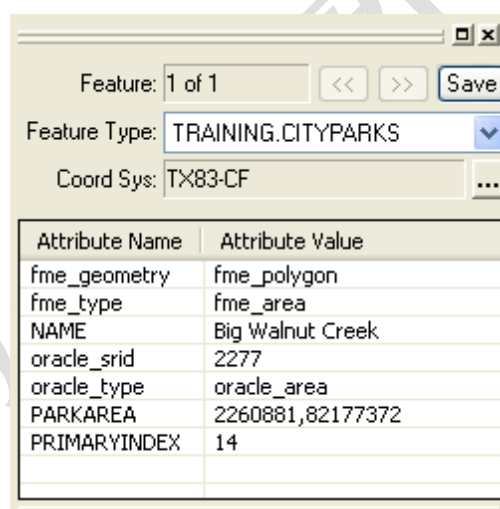 Feature: 1 of 1 << >> Save
Feature Type: TRAINING.CITYPARKS
Coord Sys: TX83-CF ...
Attribute Name Attribute Value
fme_geometry fme_polygon
fme_type fme_area
NAME Big Walnut Creek
oracle_srid 2277
oracle_type oracle_area
PARKAREA 2260881,82177372
PRIMARYINDEX 14